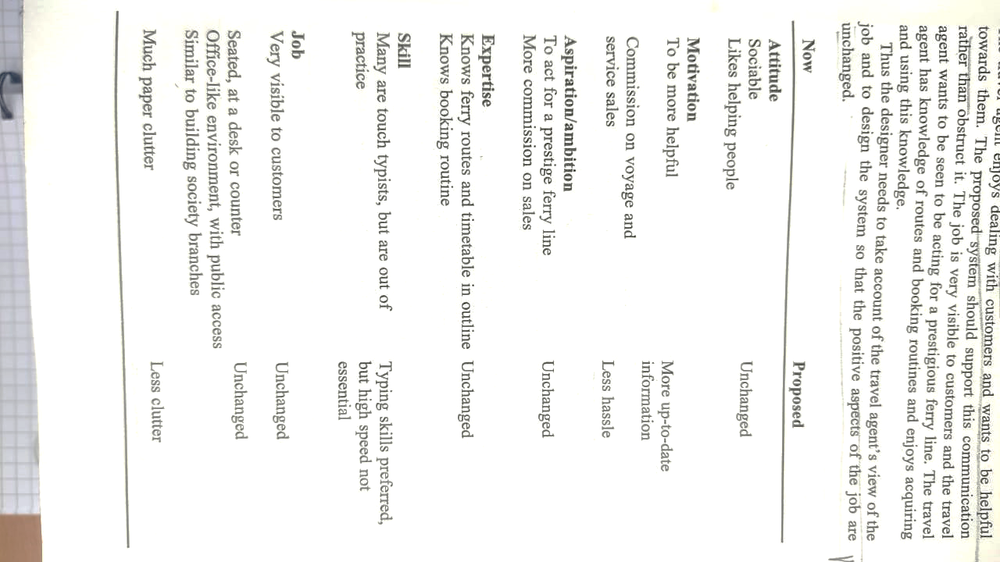 enjoys dealing with customers and wants to be helpful
towards them. The proposed system should support this communication
rather than obstruct it. The job is very visible to customers and the travel
agent wants to be seen to be acting for a prestigious ferry line. The travel
agent has knowledge of routes and booking routines and enjoys acquiring
and using this knowledge.
Thus the designer needs to take account of the travel agent's view of the
job and to design the system so that the positive aspects of the job are
unchanged.
Now Proposed
Attitude
Sociable Unchanged
Likes helping people
Motivation
To be more helpful More up-to-date
information
Commission on voyage and Less hassle
service sales
Aspiration/ambition
To act for a prestige ferry line Unchanged
More commission on sales
Expertise
Knows ferry routes and timetable in outline Unchanged
Knows booking routine
Skill
Many are touch typists, but are out of Typing skills preferred,
practice but high speed not
essential
Job
Very visible to customers Unchanged
Seated, at a desk or counter Unchanged
Office-like environment, with public access
Similar to building society branches
Much paper clutter Less clutter